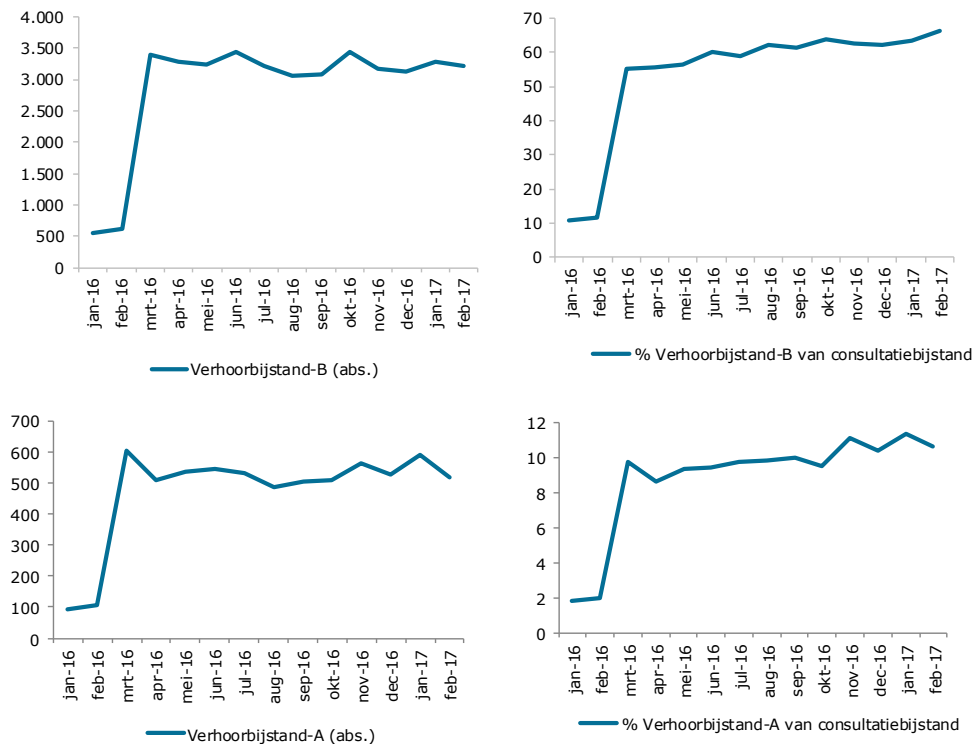 4.000
3.500
3.000
2.500
2.000
1.500
1.000
500
0
jan-16
feb-16
mrt-16
apr-16
mei-16
jun-16
jul-16
aug-16
sep-16
okt-16
nov-16
dec-16
jan-17
feb-17
Verhoorbijstand-B (abs.)
70
60
50
40
30
20
10
0
jan-16
feb-16
mrt-16
apr-16
mei-16
jun-16
jul-16
aug-16
sep-16
okt-16
nov-16
dec-16
jan-17
feb-17
% Verhoorbijstand-B van consultatiebijstand
700
600
500
400
300
200
100
0
jan-16
feb-16
mrt-16
apr-16
mei-16
jun-16
jul-16
aug-16
sep-16
okt-16
nov-16
dec-16
jan-17
feb-17
Verhoorbijstand-A (abs.)
12
10
8
6
4
2
0
jan-16
feb-16
mrt-16
apr-16
mei-16
jun-16
jul-16
aug-16
sep-16
okt-16
nov-16
dec-16
jan-17
feb-17
% Verhoorbijstand-A van consultatiebijstand